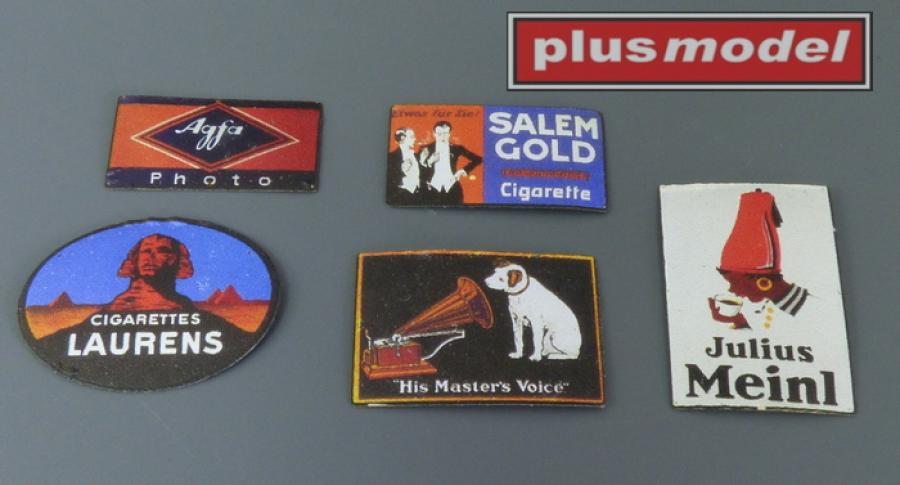 plusmodel
Agfa
Photo
Etwas für Sie!
SALEM
GOLD
Cigarette
CIGARETTES
LAURENS
"His Master's Voice"
Julius
Meinl